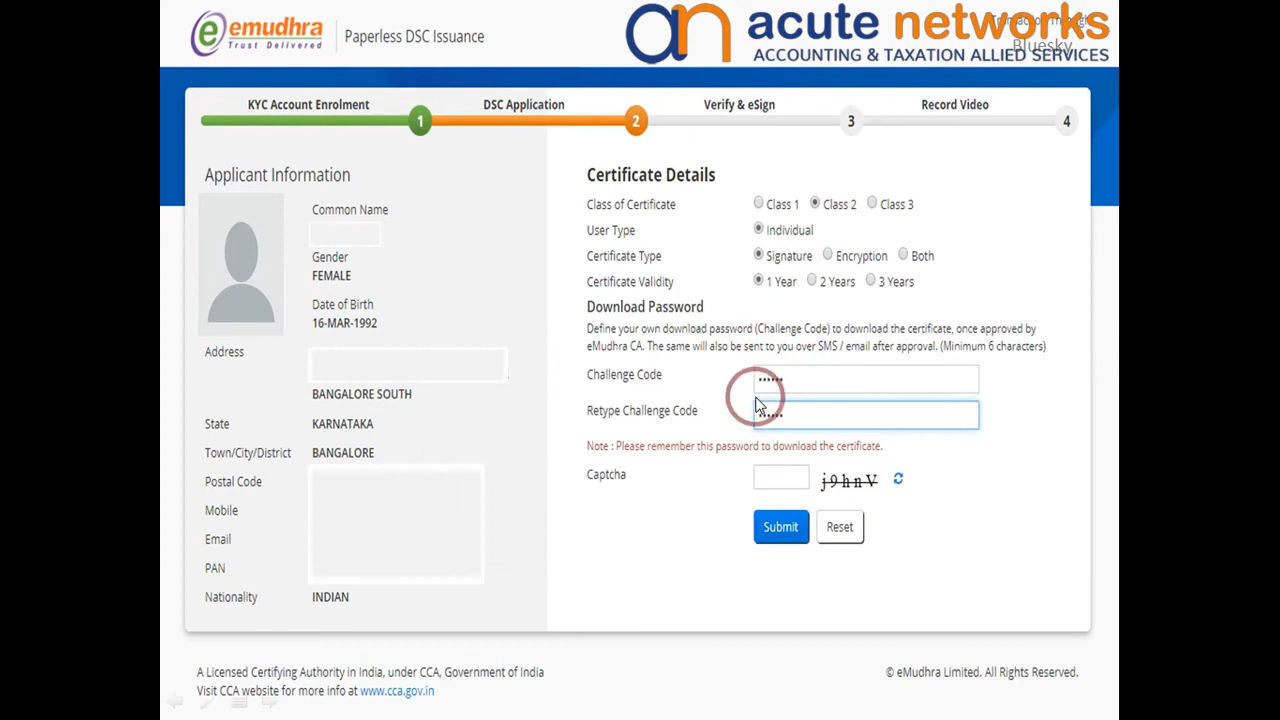 emudhra
Trust Delivered
Paperless DSC Issuance
an acute networks
ACCOUNTING & TAXATION ALLIED SERVICES
Bluesky
KYC Account Enrolment
DSC Application
Verify & eSign
Record Video
1
2
3
4
Applicant Information
Common Name
Gender
FEMALE
Date of Birth
16-MAR-1992
Address
BANGALORE SOUTH
State KARNATAKA
Town/City/District BANGALORE
Postal Code
Mobile
Email
PAN
Nationality INDIAN
Certificate Details
Class of Certificate Class 1 Class 2 Class 3
User Type Individual
Certificate Type Signature Encryption Both
Certificate Validity 1 Year 2 Years 3 Years
Download Password
Define your own download password (Challenge Code) to download the certificate, once approved by
eMudhra CA. The same will also be sent to you over SMS / email after approval. (Minimum 6 characters)
Challenge Code ••••••
Retype Challenge Code ••••••
Note : Please remember this password to download the certificate.
Captcha j9hnV
Submit Reset
A Licensed Certifying Authority in India, under CCA, Government of India
Visit CCA website for more info at www.cca.gov.in
© eMudhra Limited. All Rights Reserved.